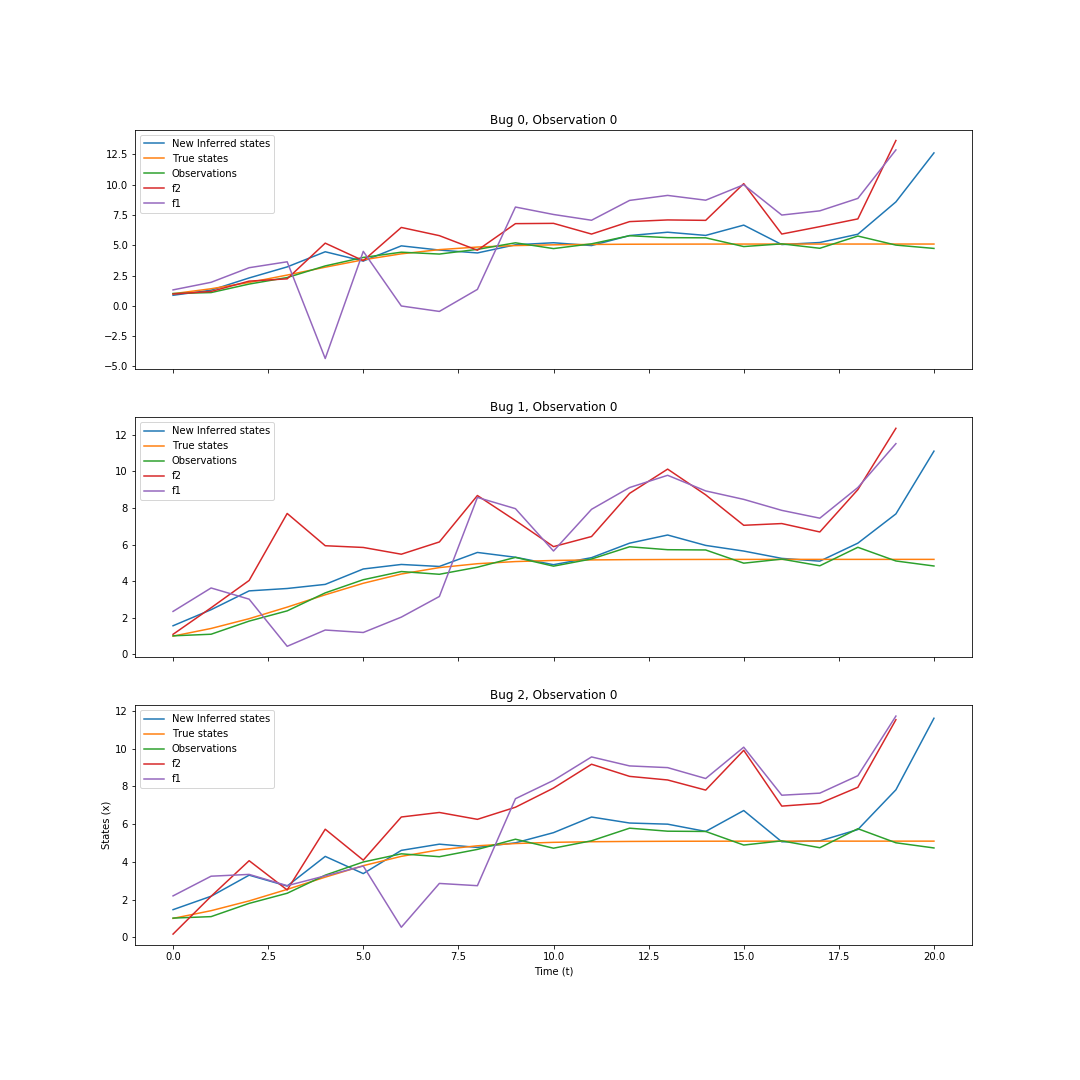 Bug 0, Observation 0
New Inferred states
True states
Observations
f2
f1
12.5
10.0
7.5
5.0
2.5
0.0
−2.5
−5.0
Bug 1, Observation 0
New Inferred states
True states
Observations
f2
f1
12
10
8
6
4
2
0
Bug 2, Observation 0
New Inferred states
True states
Observations
f2
f1
12
10
8
6
4
2
0
States (x)
0.0 2.5 5.0 7.5 10.0 12.5 15.0 17.5 20.0
Time (t)